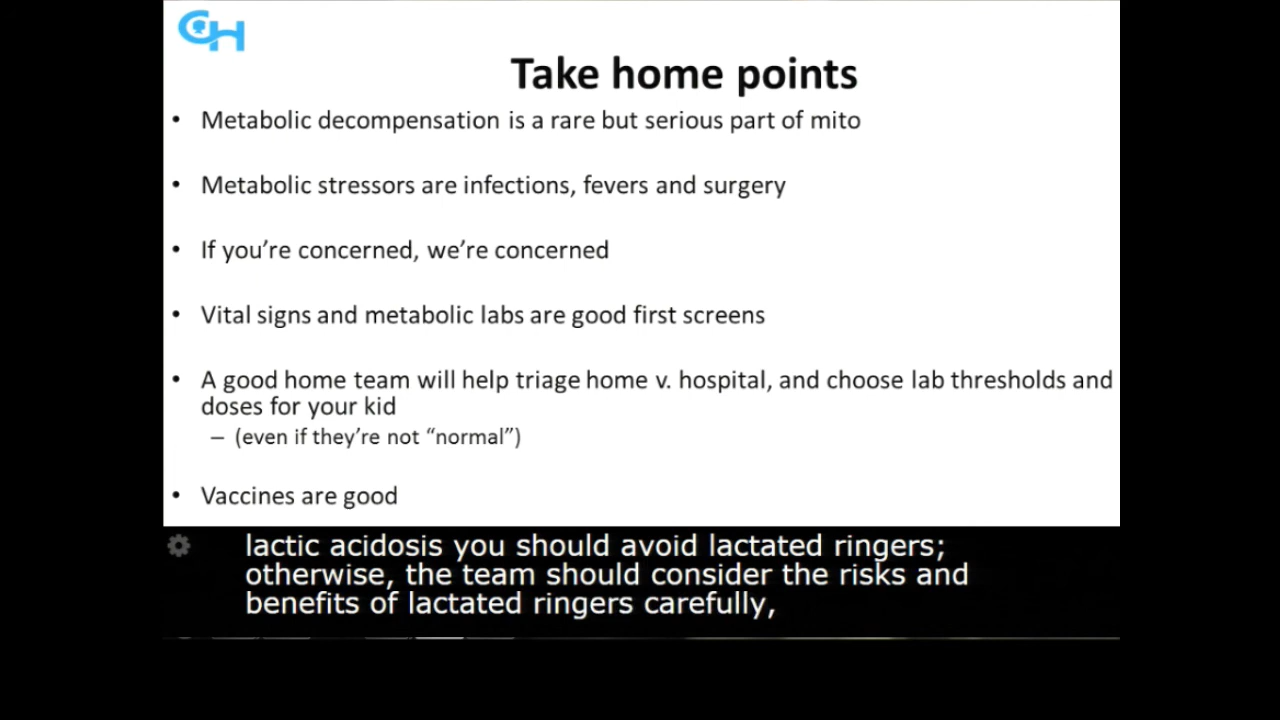 CH
Take home points
• Metabolic decompensation is a rare but serious part of mito
• Metabolic stressors are infections, fevers and surgery
• If you’re concerned, we’re concerned
• Vital signs and metabolic labs are good first screens
• A good home team will help triage home v. hospital, and choose lab thresholds and
doses for your kid
– (even if they’re not “normal”)
• Vaccines are good
lactic acidosis you should avoid lactated ringers;
otherwise, the team should consider the risks and
benefits of lactated ringers carefully,